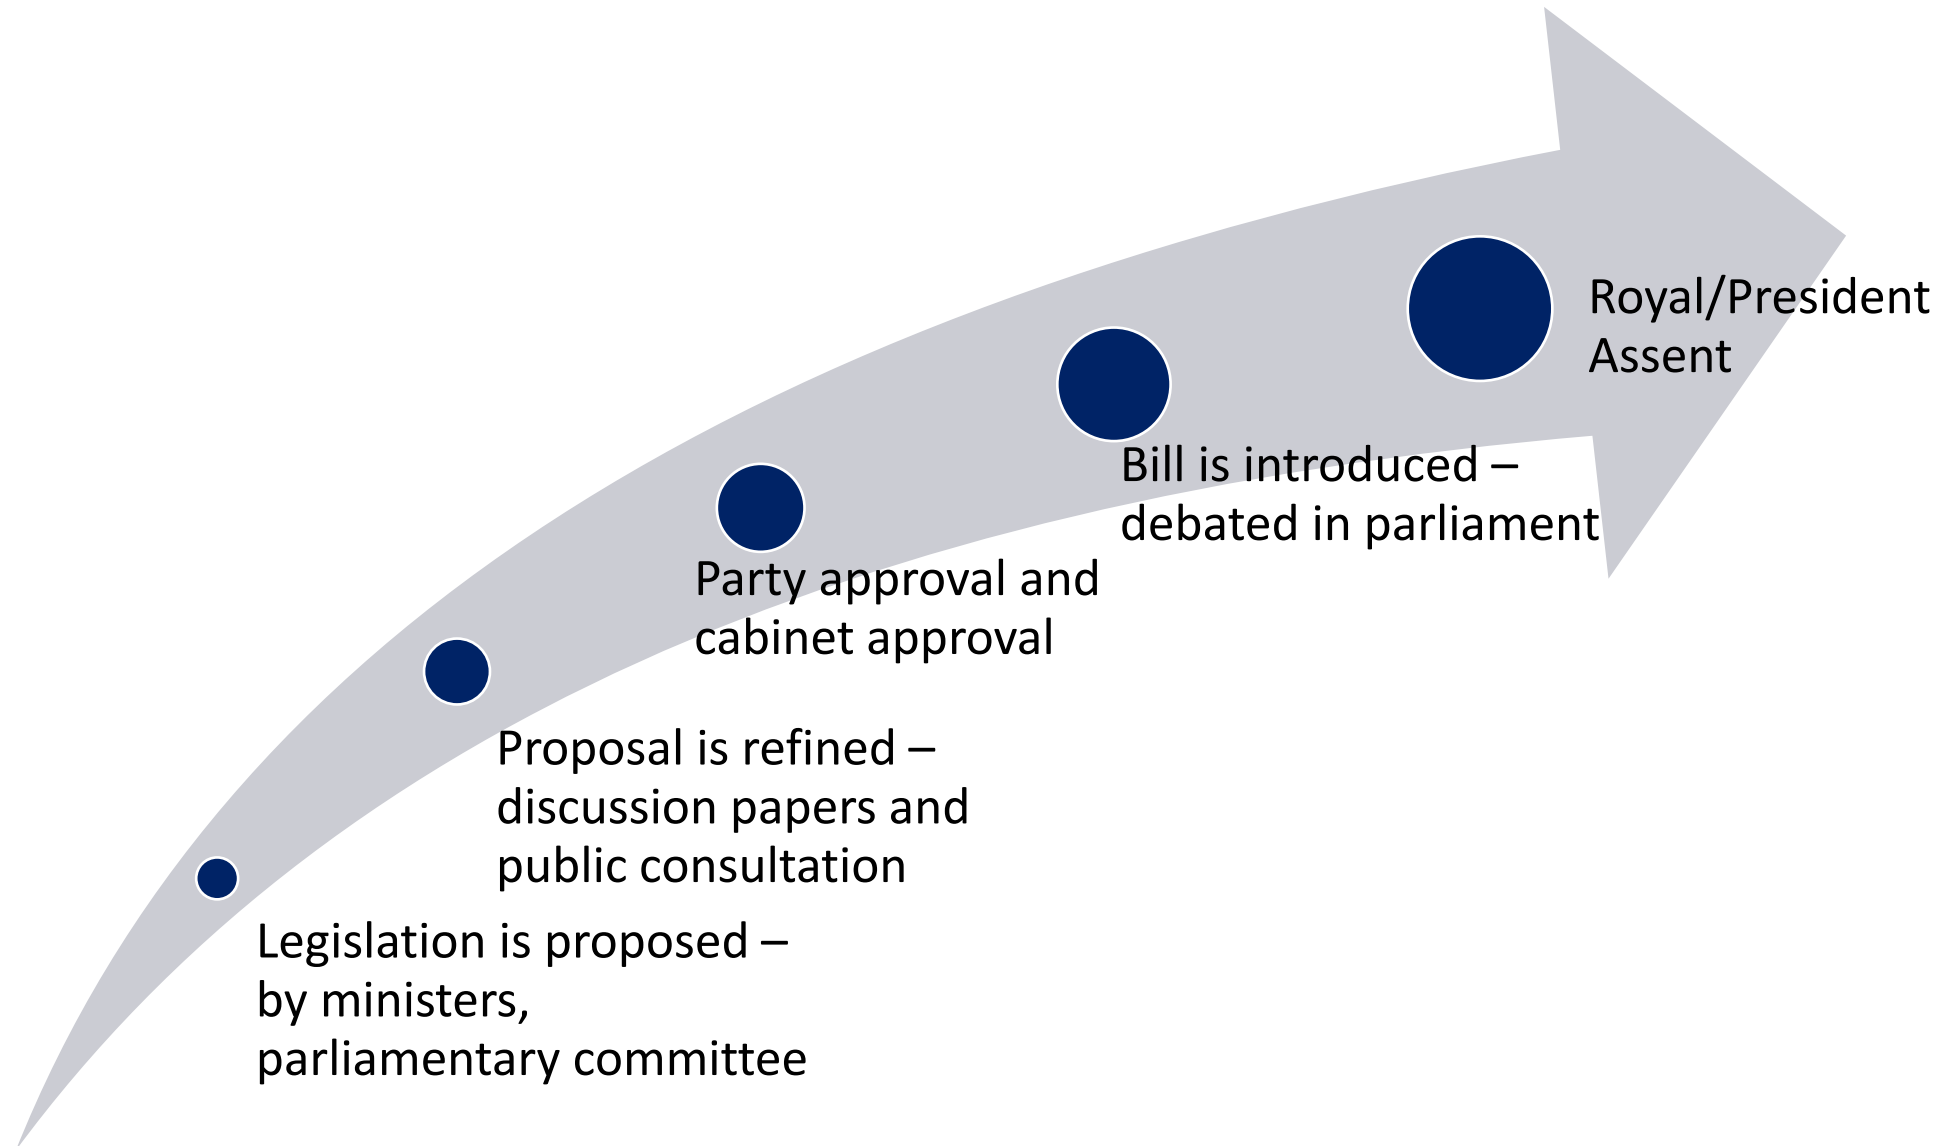 Royal/President
Assent
Bill is introduced –
debated in parliament
Party approval and
cabinet approval
Proposal is refined –
discussion papers and
public consultation
Legislation is proposed –
by ministers,
parliamentary committee